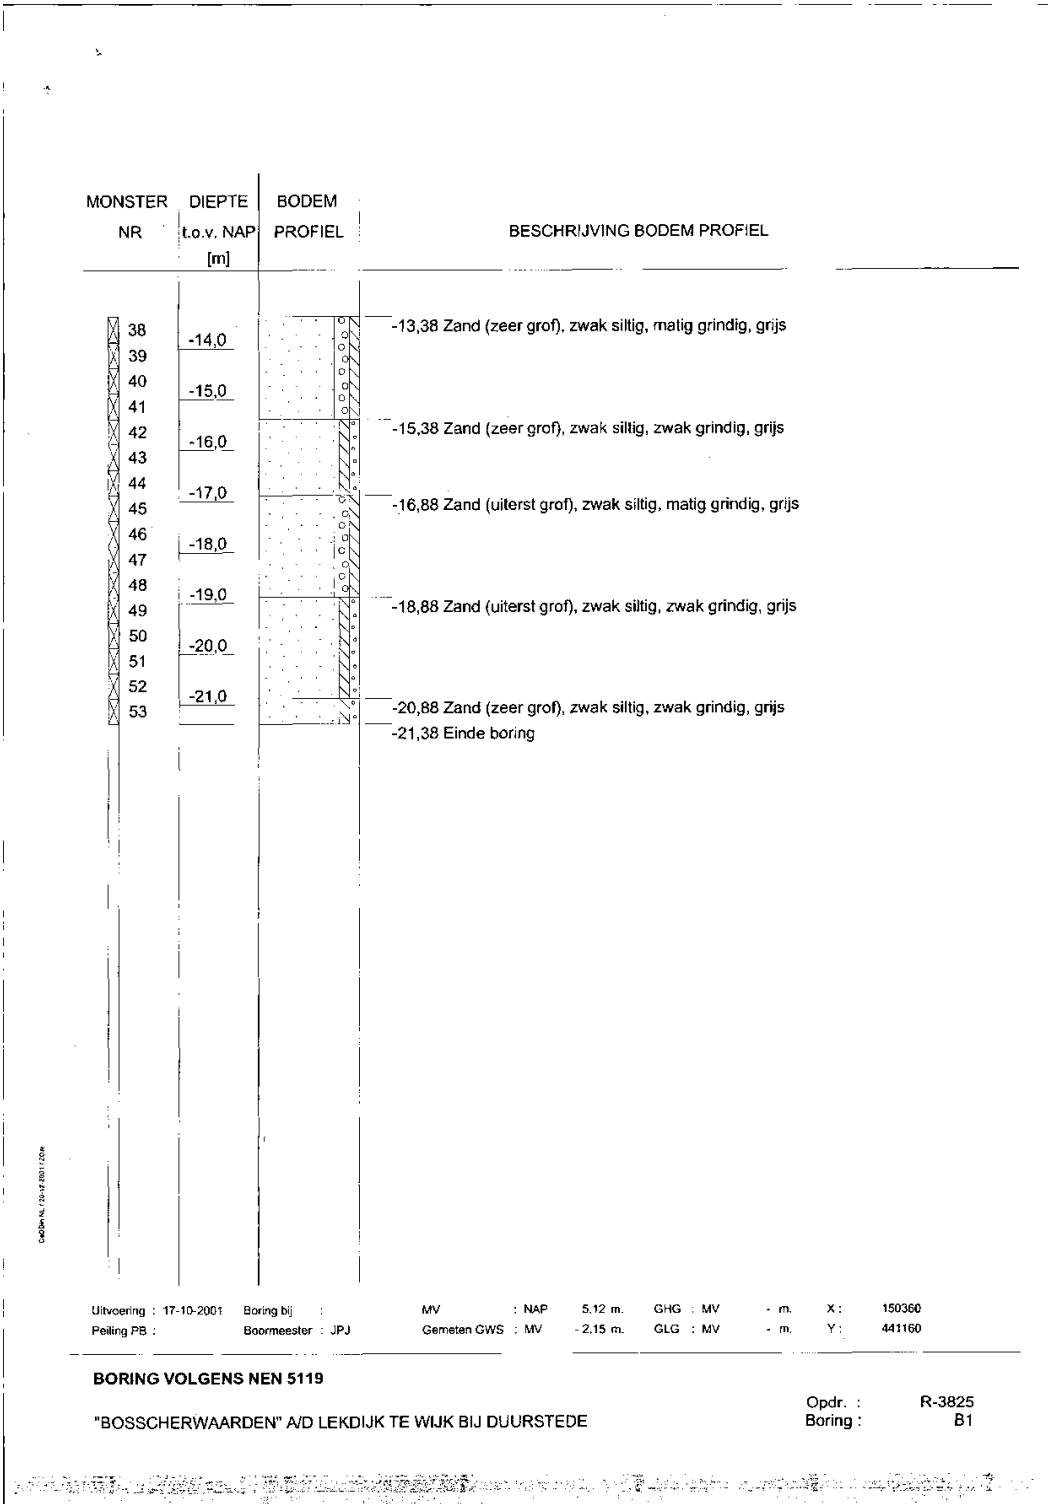 MONSTER DIEPTE BODEM
NR t.o.v. NAP PROFIEL BESCHRIJVING BODEM PROFIEL
[m]
38 -13,38 Zand (zeer grof), zwak siltig, matig grindig, grijs
-14,0
39
40
-15,0
41
42 -15,38 Zand (zeer grof), zwak siltig, zwak grindig, grijs
-16,0
43
44
-17,0
45 -16,88 Zand (uiterst grof), zwak siltig, matig grindig, grijs
46
-18,0
47
48
-19,0
49 -18,88 Zand (uiterst grof), zwak siltig, zwak grindig, grijs
50
-20,0
51
52
-21,0
53 -20,88 Zand (zeer grof), zwak siltig, zwak grindig, grijs
-21,38 Einde boring
Uitvoering : 17-10-2001 Boring bij : MV : NAP 5,12 m. GHG : MV - m. X : 150360
Peiling PB : Boormeester : JPJ Gemeten GWS : MV - 2,15 m. GLG : MV - m. Y : 441160
BORING VOLGENS NEN 5119
Opdr. : R-3825
"BOSSCHERWAARDEN" A/D LEKDIJK TE WIJK BIJ DUURSTEDE Boring : B1